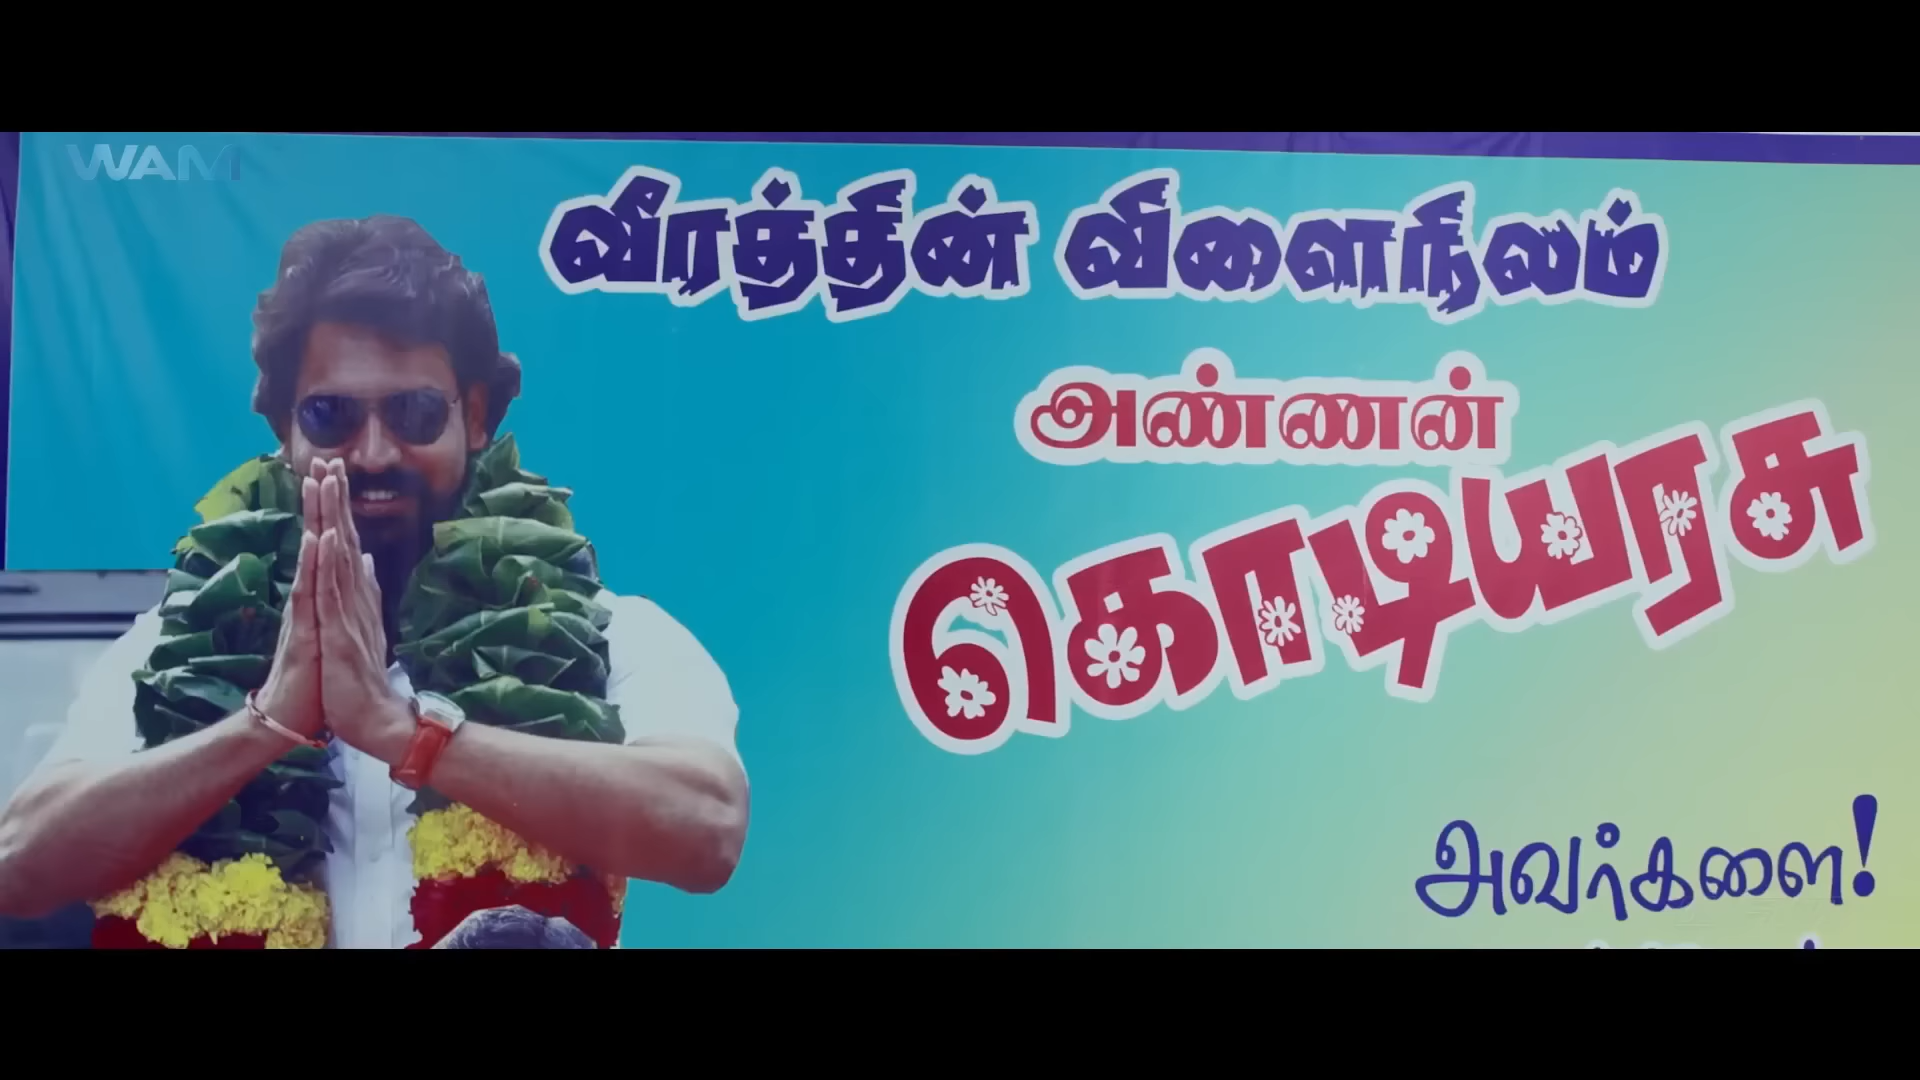 WAM
வீரத்தின் விளைநிலம்
அண்ணன்
கொடியரசு
அவர்களை!